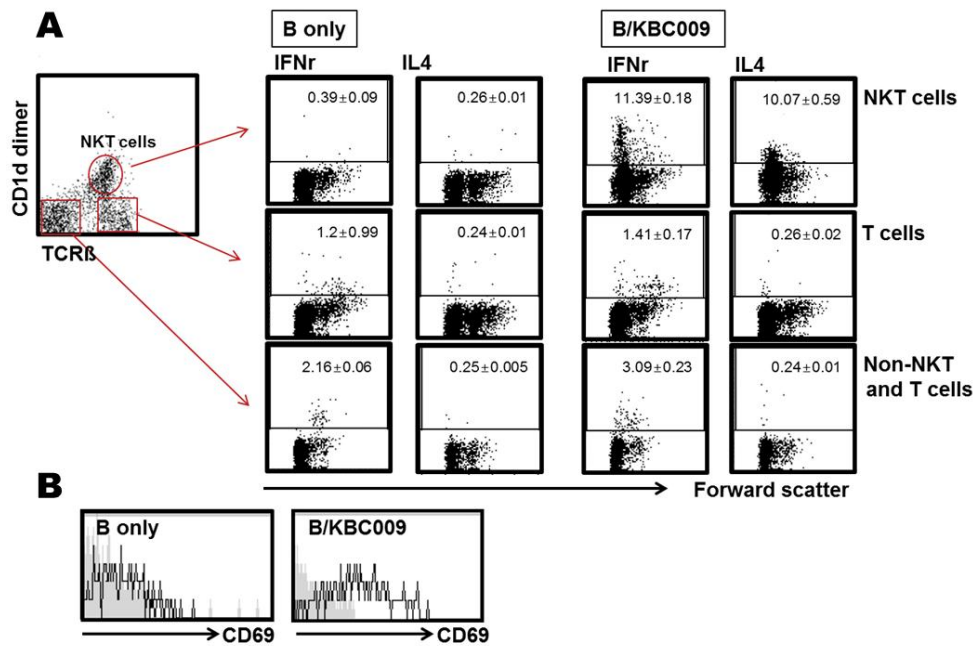 A
B only
B/KBC009
IFNr
IL4
IFNr
IL4
CD1d dimer
NKT cells
TCRß
0.39±0.09
0.26±0.01
11.39±0.18
10.07±0.59
NKT cells
1.2±0.99
0.24±0.01
1.41±0.17
0.26±0.02
T cells
2.16±0.06
0.25±0.005
3.09±0.23
0.24±0.01
Non-NKT
and T cells
Forward scatter
B
B only
B/KBC009
CD69
CD69